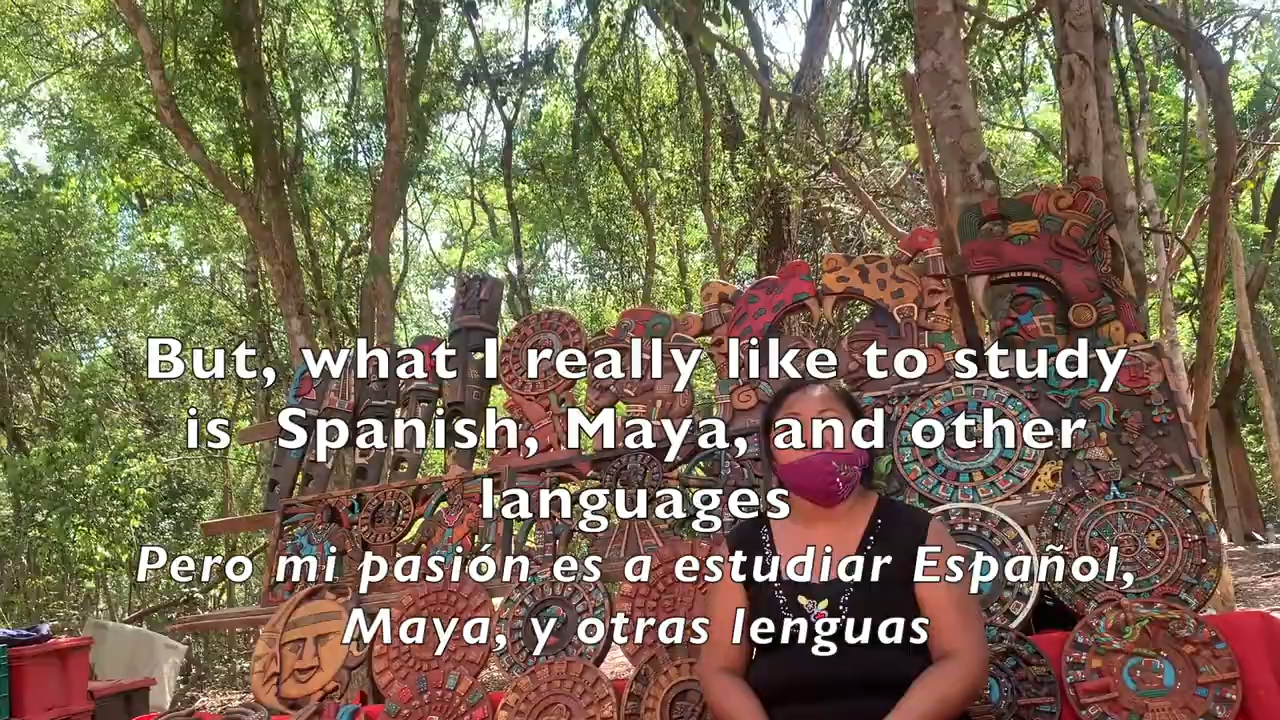 But, what I really like to study
is Spanish, Maya, and other
languages
Pero mi pasión es a estudiar Español,
Maya, y otras lenguas